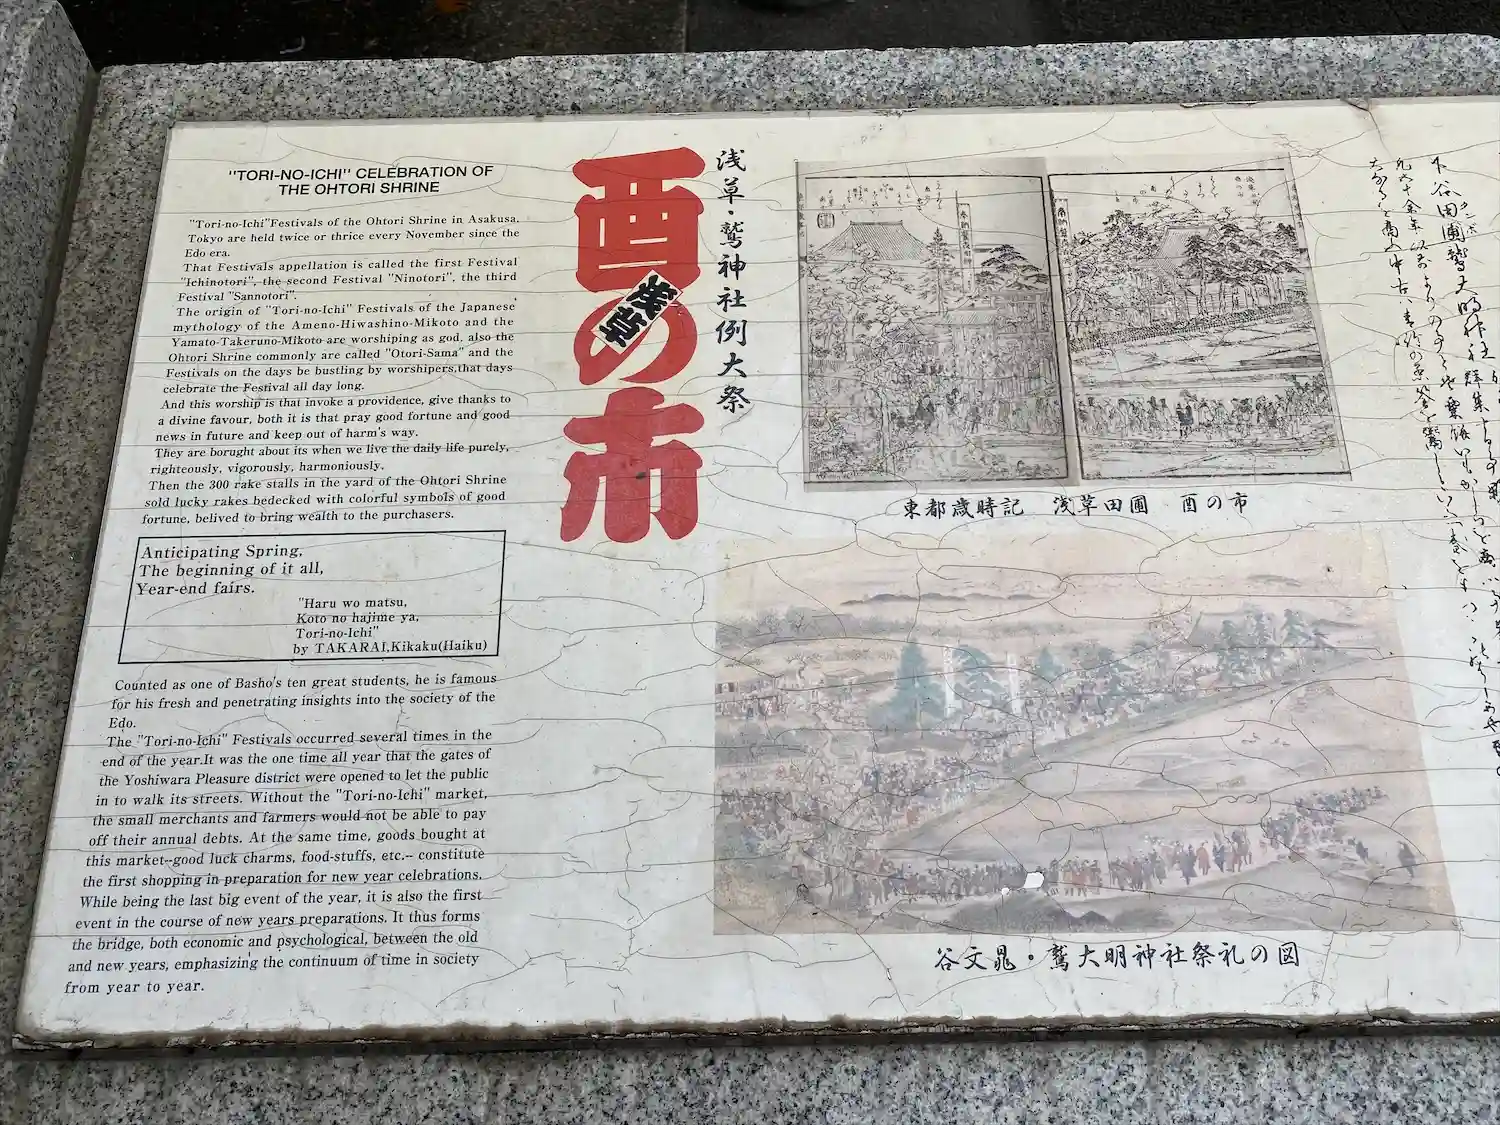 "TORI-NO-ICHI" CELEBRATION OF
THE OHTORI SHRINE
"Tori-no-Ichi"Festivals of the Ohtori Shrine in Asakusa,
Tokyo are held twice or thrice every November since the
Edo era.
That Festivals appellation is called the first Festival
"Ichinotori", the second Festival "Ninotori", the third
Festival "Sannotori".
The origin of "Tori-no-Ichi" Festivals of the Japanese
mythology of the Ameno-Hiwashino-Mikoto and the
Yamato-Takeruno-Mikoto are worshiping as god, also the
Ohtori Shrine commonly are called "Otori-Sama" and the
Festivals on the days be bustling by worshipers,that days
celebrate the Festival all day long.
And this worship is that invoke a providence, give thanks to
a divine favour, both it is that pray good fortune and good
news in future and keep out of harm's way.
They are borught about its when we live the daily life purely,
righteously, vigorously, harmoniously.
Then the 300 rake stalls in the yard of the Ohtori Shrine
sold lucky rakes bedecked with colorful symbols of good
fortune, belived to bring wealth to the purchasers.
Anticipating Spring,
The beginning of it all,
Year-end fairs.
"Haru wo matsu,
Koto no hajime ya,
Tori-no-Ichi"
by TAKARAI,Kikaku(Haiku)
Counted as one of Basho's ten great students, he is famous
for his fresh and penetrating insights into the society of the
Edo.
The "Tori-no-Ichi" Festivals occurred several times in the
end of the year.It was the one time all year that the gates of
the Yoshiwara Pleasure district were opened to let the public
in to walk its streets. Without the "Tori-no-Ichi" market,
the small merchants and farmers would not be able to pay
off their annual debts. At the same time, goods bought at
this market--good luck charms, food-stuffs, etc.-- constitute
the first shopping in preparation for new year celebrations.
While being the last big event of the year, it is also the first
event in the course of new years preparations. It thus forms
the bridge, both economic and psychological, between the old
and new years, emphasizing the continuum of time in society
from year to year.
酉の市
浅草
浅草・鷲神社例大祭
東都歳時記 浅草田圃 酉の市
谷文晁・鷲大明神社祭礼の図